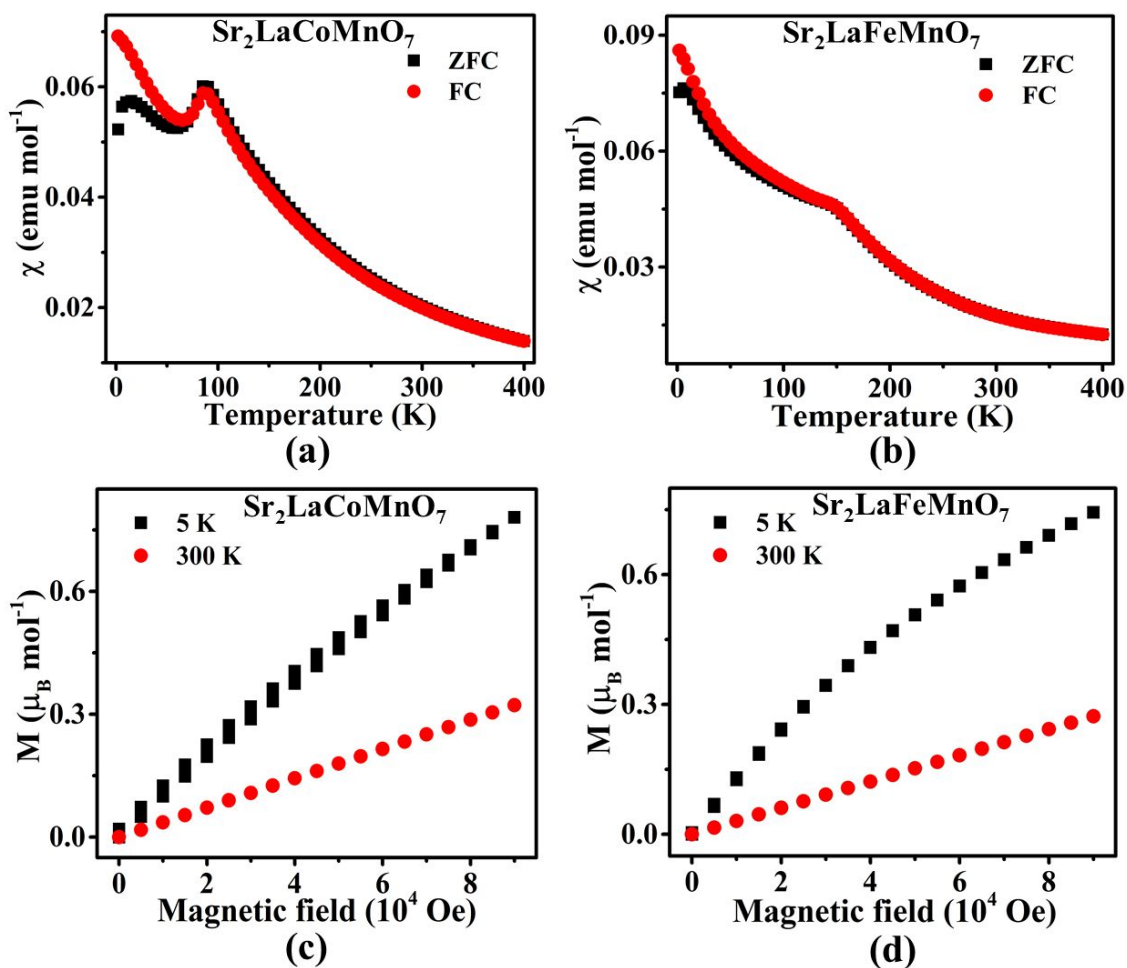 Sr₂LaCoMnO₇
ZFC
FC
0.06
0.04
0.02
χ (emu mol⁻¹)
0 100 200 300 400
Temperature (K)
(a)
Sr₂LaFeMnO₇
ZFC
FC
0.09
0.06
0.03
χ (emu mol⁻¹)
0 100 200 300 400
Temperature (K)
(b)
Sr₂LaCoMnO₇
5 K
300 K
0.6
0.3
0.0
M (μ_B mol⁻¹)
0 2 4 6 8
Magnetic field (10⁴ Oe)
(c)
Sr₂LaFeMnO₇
5 K
300 K
0.6
0.3
0.0
M (μ_B mol⁻¹)
0 2 4 6 8
Magnetic field (10⁴ Oe)
(d)